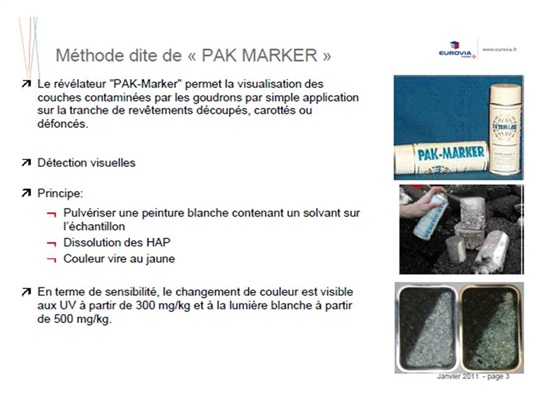 Méthode dite de « PAK MARKER »
EUROVIA
www.eurovia.fr
Le révélateur "PAK-Marker" permet la visualisation des
couches contaminées par les goudrons par simple application
sur la tranche de revêtements découpés, carottés ou
défoncés.
Détection visuelles
Principe:
Pulvériser une peinture blanche contenant un solvant sur
l'échantillon
Dissolution des HAP
Couleur vire au jaune
En terme de sensibilité, le changement de couleur est visible
aux UV à partir de 300 mg/kg et à la lumière blanche à partir
de 500 mg/kg.
PAK-MARKER
Janvier 2011 - page 3